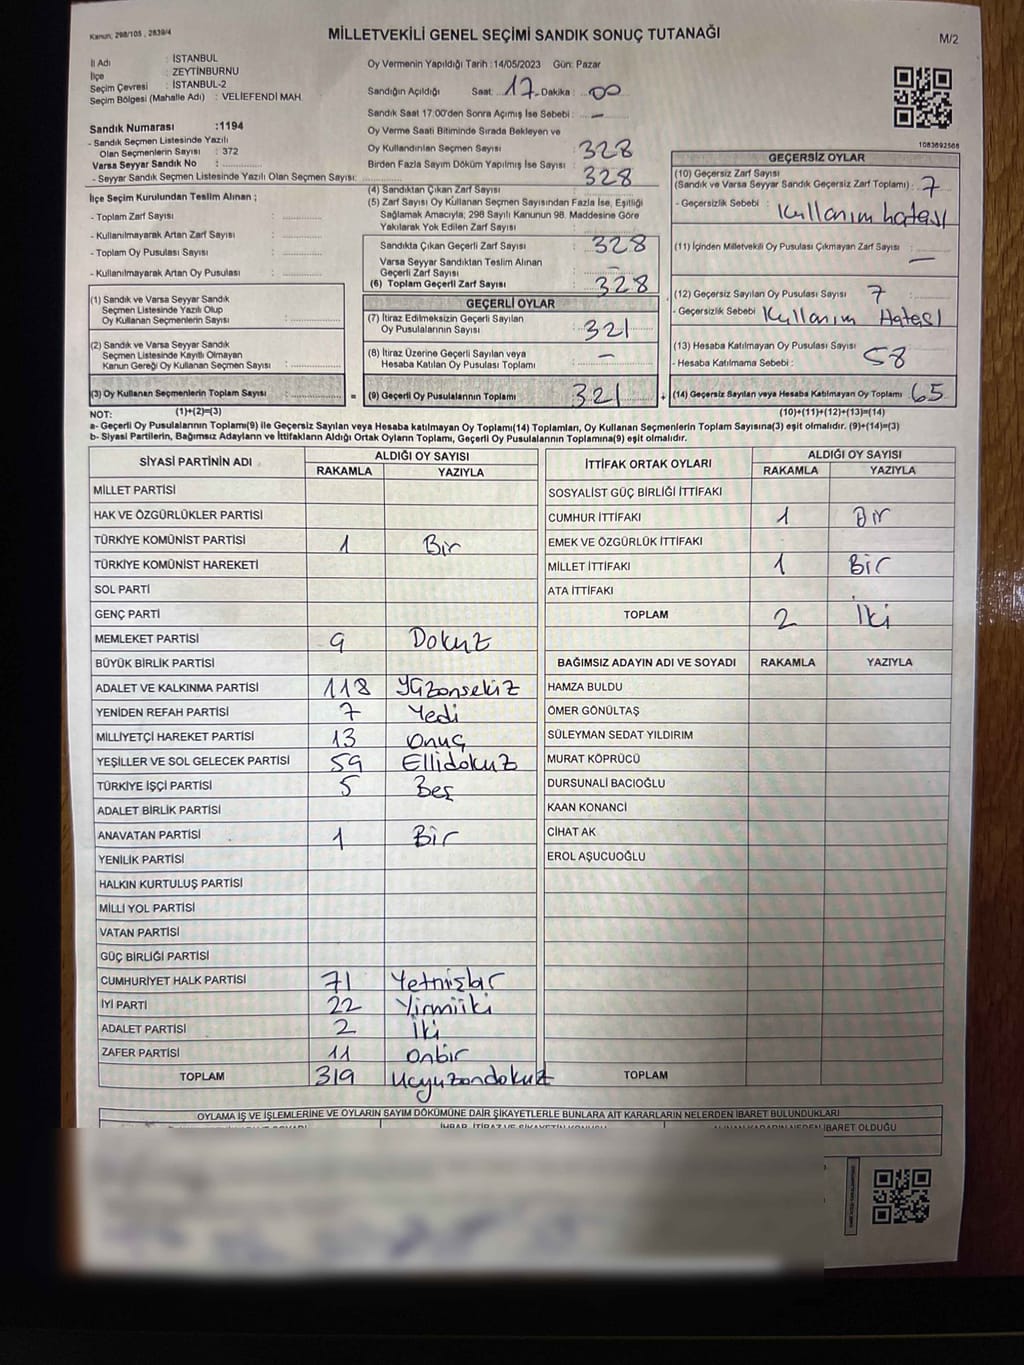 Kanun; 298/105 , 2839/4
MİLLETVEKİLİ GENEL SEÇİMİ SANDIK SONUÇ TUTANAĞI
M/2
İl Adı : İSTANBUL
İlçe : ZEYTİNBURNU
Seçim Çevresi : İSTANBUL-2
Seçim Bölgesi (Mahalle Adı) : VELİEFENDİ MAH.
Oy Vermenin Yapıldığı Tarih :14/05/2023 Gün: Pazar
Sandığın Açıldığı Saat: 17 Dakika : 00
Sandık Saat 17:00'den Sonra Açımış İse Sebebi : —
Oy Verme Saati Bitiminde Sırada Bekleyen ve
Oy Kullandırılan Seçmen Sayısı : 328
Birden Fazla Sayım Döküm Yapılmış İse Sayısı : 328
Sandık Numarası :1194
- Sandık Seçmen Listesinde Yazılı
Olan Seçmenlerin Sayısı : 372
Varsa Seyyar Sandık No :
- Seyyar Sandık Seçmen Listesinde Yazılı Olan Seçmen Sayısı:
1083692566
İlçe Seçim Kurulundan Teslim Alınan ;
- Toplam Zarf Sayısı :
- Kullanılmayarak Artan Zarf Sayısı :
- Toplam Oy Pusulası Sayısı :
- Kullanılmayarak Artan Oy Pusulası :
(4) Sandıktan Çıkan Zarf Sayısı :
(5) Zarf Sayısı Oy Kullanan Seçmen Sayısından Fazla İse, Eşitliği
Sağlamak Amacıyla; 298 Sayılı Kanunun 98. Maddesine Göre
Yakılarak Yok Edilen Zarf Sayısı :
Sandıkta Çıkan Geçerli Zarf Sayısı : 328
Varsa Seyyar Sandıktan Teslim Alınan
Geçerli Zarf Sayısı : —
(6) Toplam Geçerli Zarf Sayısı : 328
GEÇERSİZ OYLAR
(10) Geçersiz Zarf Sayısı
(Sandık ve Varsa Seyyar Sandık Geçersiz Zarf Toplamı) : 7
- Geçersizlik Sebebi : Kullanım hatası
(11) İçinden Milletvekili Oy Pusulası Çıkmayan Zarf Sayısı : —
(12) Geçersiz Sayılan Oy Pusulası Sayısı : 7
- Geçersizlik Sebebi : Kullanım Hatası
(13) Hesaba Katılmayan Oy Pusulası Sayısı : 58
- Hesaba Katılmama Sebebi :
(1) Sandık ve Varsa Seyyar Sandık
Seçmen Listesinde Yazılı Olup
Oy Kullanan Seçmenlerin Sayısı :
(2) Sandık ve Varsa Seyyar Sandık
Seçmen Listesinde Kayıtlı Olmayan
Kanun Gereği Oy Kullanan Seçmen Sayısı :
GEÇERLİ OYLAR
(7) İtiraz Edilmeksizin Geçerli Sayılan
Oy Pusulalarının Sayısı : 321
(8) İtiraz Üzerine Geçerli Sayılan veya
Hesaba Katılan Oy Pusulası Toplamı : —
(3) Oy Kullanan Seçmenlerin Toplam Sayısı : = (9) Geçerli Oy Pusulalarının Toplamı : 321 + (14) Geçersiz Sayılan veya Hesaba Katılmayan Oy Toplamı : 65
(1)+(2)=(3) (10)+(11)+(12)+(13)=(14)
NOT:
a- Geçerli Oy Pusulalarının Toplamı(9) ile Geçersiz Sayılan veya Hesaba katılmayan Oy Toplamı(14) Toplamları, Oy Kullanan Seçmenlerin Toplam Sayısına(3) eşit olmalıdır. (9)+(14)=(3)
b- Siyasi Partilerin, Bağımsız Adayların ve İttifakların Aldığı Ortak Oyların Toplamı, Geçerli Oy Pusulalarının Toplamına(9) eşit olmalıdır.
SİYASİ PARTİNİN ADI ALDIĞI OY SAYISI
RAKAMLA YAZIYLA
MİLLET PARTİSİ
HAK VE ÖZGÜRLÜKLER PARTİSİ
TÜRKİYE KOMÜNİST PARTİSİ 1 Bir
TÜRKİYE KOMÜNİST HAREKETİ
SOL PARTİ
GENÇ PARTİ
MEMLEKET PARTİSİ 9 Dokuz
BÜYÜK BİRLİK PARTİSİ
ADALET VE KALKINMA PARTİSİ 118 Yüzonsekiz
YENİDEN REFAH PARTİSİ 7 Yedi
MİLLİYETÇİ HAREKET PARTİSİ 13 Onüç
YEŞİLLER VE SOL GELECEK PARTİSİ 59 Ellidokuz
TÜRKİYE İŞÇİ PARTİSİ 5 Beş
ADALET BİRLİK PARTİSİ
ANAVATAN PARTİSİ 1 Bir
YENİLİK PARTİSİ
HALKIN KURTULUŞ PARTİSİ
MİLLİ YOL PARTİSİ
VATAN PARTİSİ
GÜÇ BİRLİĞİ PARTİSİ
CUMHURİYET HALK PARTİSİ 71 Yetmişbir
İYİ PARTİ 22 Yirmiiki
ADALET PARTİSİ 2 İki
ZAFER PARTİSİ 11 Onbir
TOPLAM 319 Ucyuzondokuz
İTTİFAK ORTAK OYLARI ALDIĞI OY SAYISI
RAKAMLA YAZIYLA
SOSYALİST GÜÇ BİRLİĞİ İTTİFAKI
CUMHUR İTTİFAKI 1 Bir
EMEK VE ÖZGÜRLÜK İTTİFAKI
MİLLET İTTİFAKI 1 Bir
ATA İTTİFAKI
TOPLAM 2 İki
BAĞIMSIZ ADAYIN ADI VE SOYADI RAKAMLA YAZIYLA
HAMZA BULDU
ÖMER GÖNÜLTAŞ
SÜLEYMAN SEDAT YILDIRIM
MURAT KÖPRÜCÜ
DURSUNALİ BACIOĞLU
KAAN KONANCİ
CİHAT AK
EROL AŞUCUOĞLU
TOPLAM
OYLAMA İŞ VE İŞLEMLERİNE VE OYLARIN SAYIM DÖKÜMÜNE DAİR ŞİKAYETLERLE BUNLARA AİT KARARLARIN NELERDEN İBARET BULUNDUKLARI
İHBAR, İTİRAZ VE ŞİKAYETİN KONUSU
ALINAN KARARIN NEDEN İBARET OLDUĞU